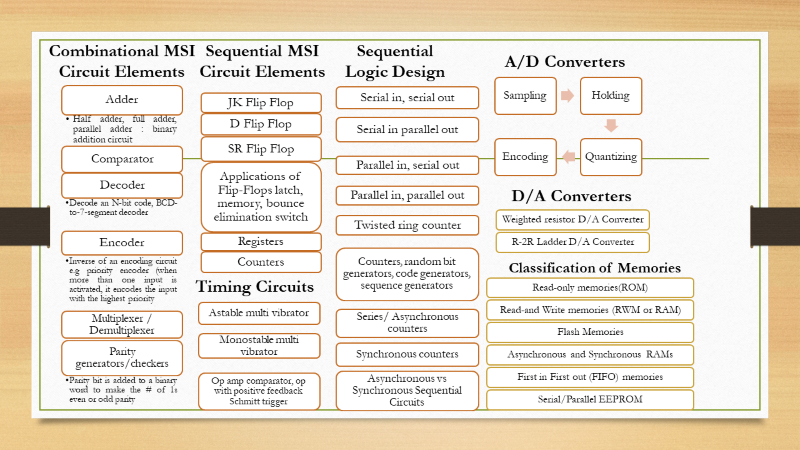 Combinational MSI
Circuit Elements
Adder
• Half adder, full adder,
parallel adder : binary
addition circuit
Comparator
Decoder
•Decode an N-bit code, BCD-
to-7-segment decoder
Encoder
•Inverse of an encoding circuit
e.g priority encoder (when
more than one input is
activated, it encodes the input
with the highest priority
Multiplexer /
Demultiplexer
Parity
generators/checkers
•Parity bit is added to a binary
word to make the # of 1s
even or odd parity
Sequential MSI
Circuit Elements
JK Flip Flop
D Flip Flop
SR Flip Flop
Applications of
Flip-Flops latch,
memory, bounce
elimination switch
Registers
Counters
Timing Circuits
Astable multi vibrator
Monostable multi
vibrator
Op amp comparator, op
with positive feedback
Schmitt trigger
Sequential
Logic Design
Serial in, serial out
Serial in parallel out
Parallel in, serial out
Parallel in, parallel out
Twisted ring counter
Counters, random bit
generators, code generators,
sequence generators
Series/ Asynchronous
counters
Synchronous counters
Asynchronous vs
Synchronous Sequential
Circuits
A/D Converters
Sampling
Holding
Encoding
Quantizing
D/A Converters
Weighted resistor D/A Converter
R-2R Ladder D/A Converter
Classification of Memories
Read-only memories(ROM)
Read-and Write memories (RWM or RAM)
Flash Memories
Asynchronous and Synchronous RAMs
First in First out (FIFO) memories
Serial/Parallel EEPROM